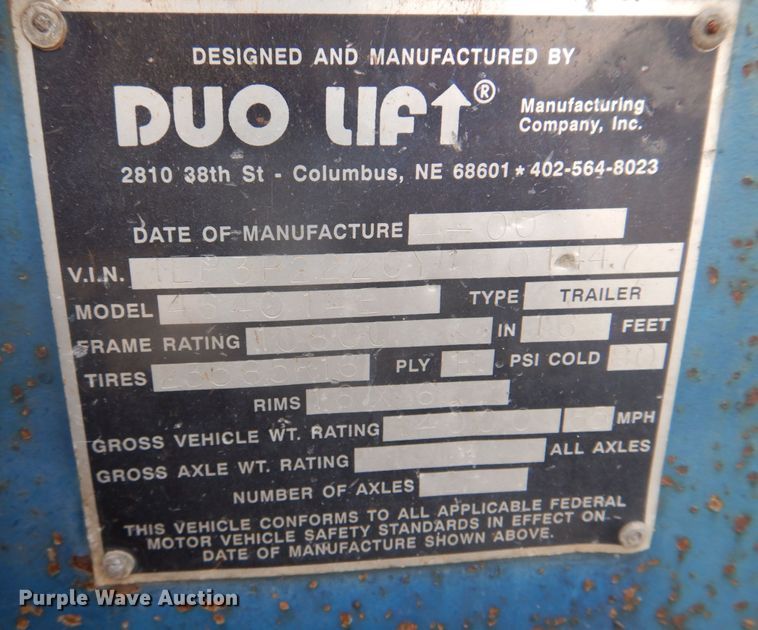 DESIGNED AND MANUFACTURED BY
DUO LIFT® Manufacturing Company, Inc.
2810 38th St - Columbus, NE 68601 * 402-564-8023
DATE OF MANUFACTURE
V.I.N.
MODEL TYPE TRAILER
FRAME RATING IN 16 FEET
TIRES PLY PSI COLD 80
RIMS
GROSS VEHICLE WT. RATING MPH
GROSS AXLE WT. RATING ALL AXLES
NUMBER OF AXLES
THIS VEHICLE CONFORMS TO ALL APPLICABLE FEDERAL
MOTOR VEHICLE SAFETY STANDARDS IN EFFECT ON
DATE OF MANUFACTURE SHOWN ABOVE.
Purple Wave Auction